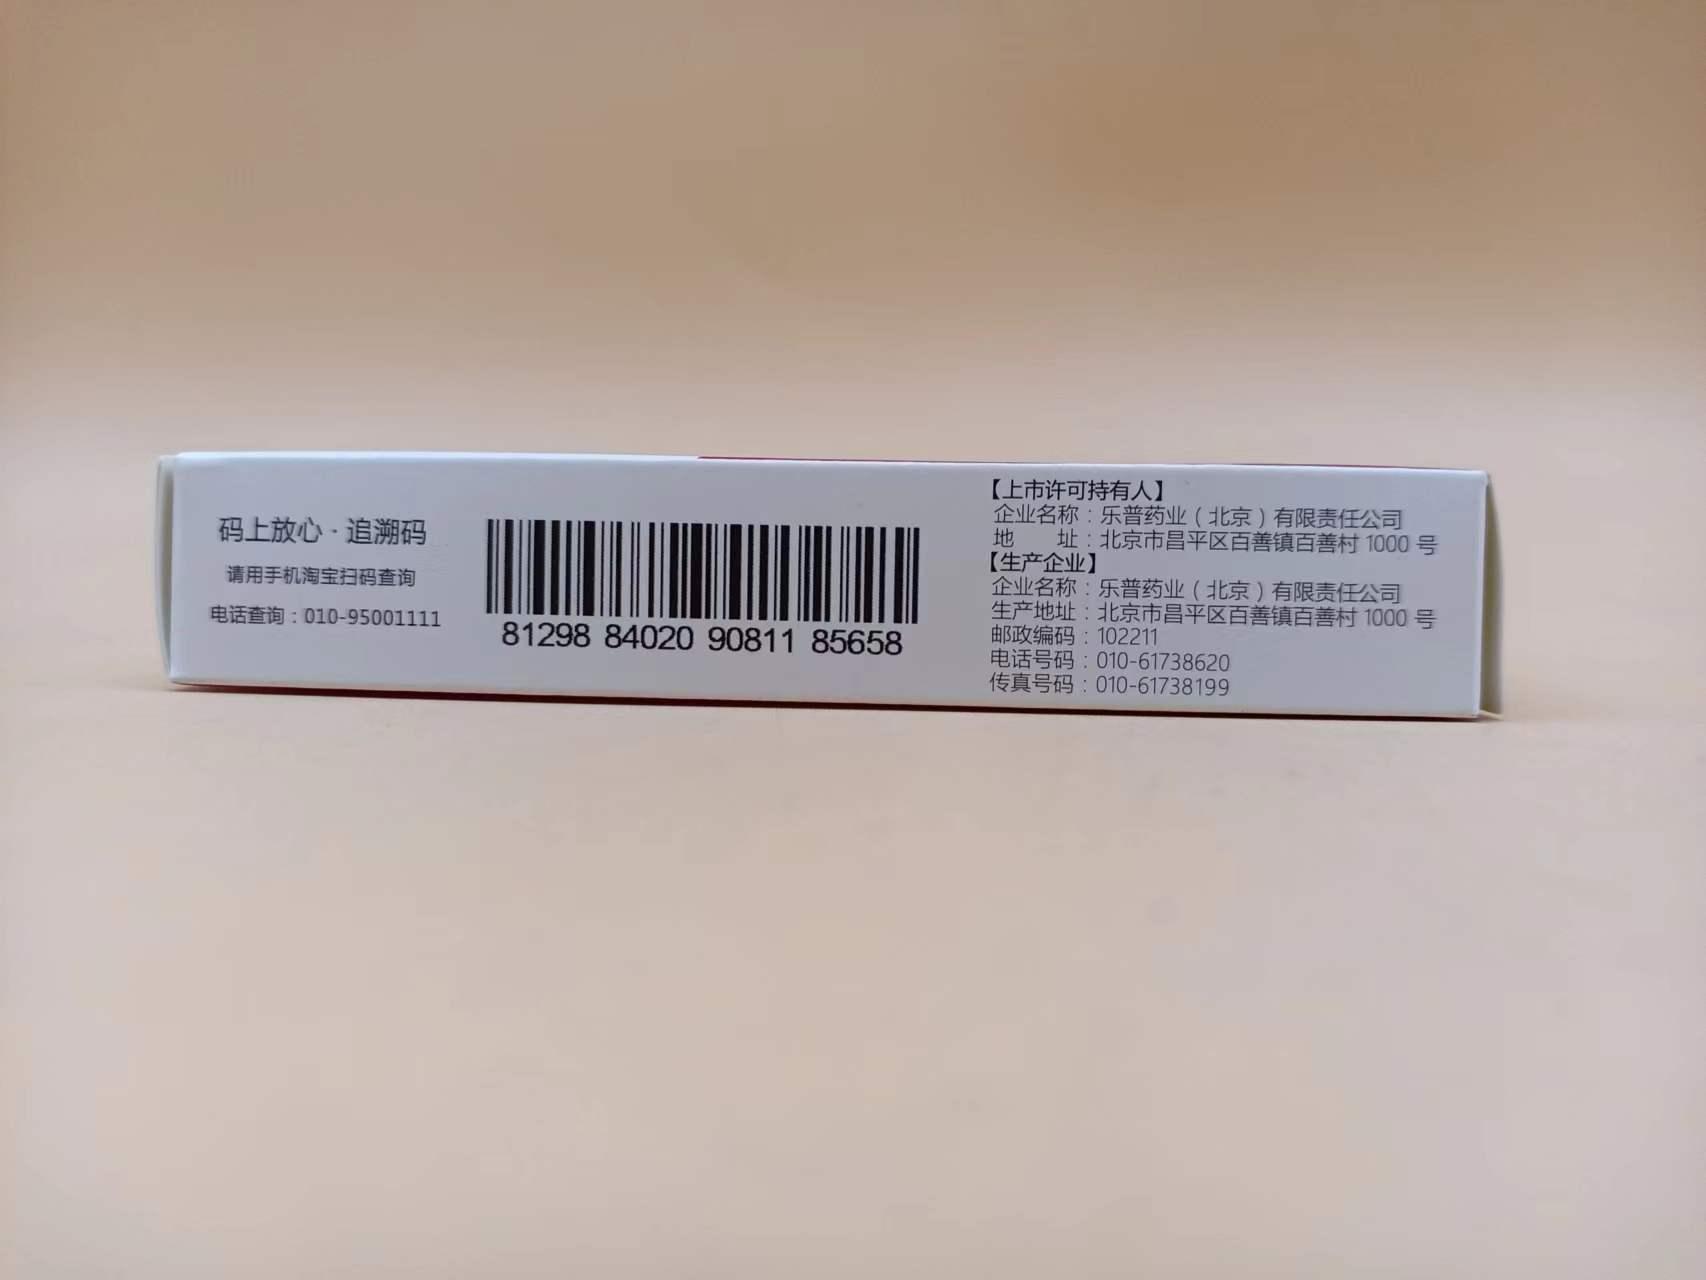 码上放心·追溯码
请用手机淘宝扫码查询
电话查询：010-95001111
81298 84020 90811 85658
【上市许可持有人】
企业名称：乐普药业（北京）有限责任公司
地　　址：北京市昌平区百善镇百善村 1000 号
【生产企业】
企业名称：乐普药业（北京）有限责任公司
生产地址：北京市昌平区百善镇百善村 1000 号
邮政编码：102211
电话号码：010-61738620
传真号码：010-61738199